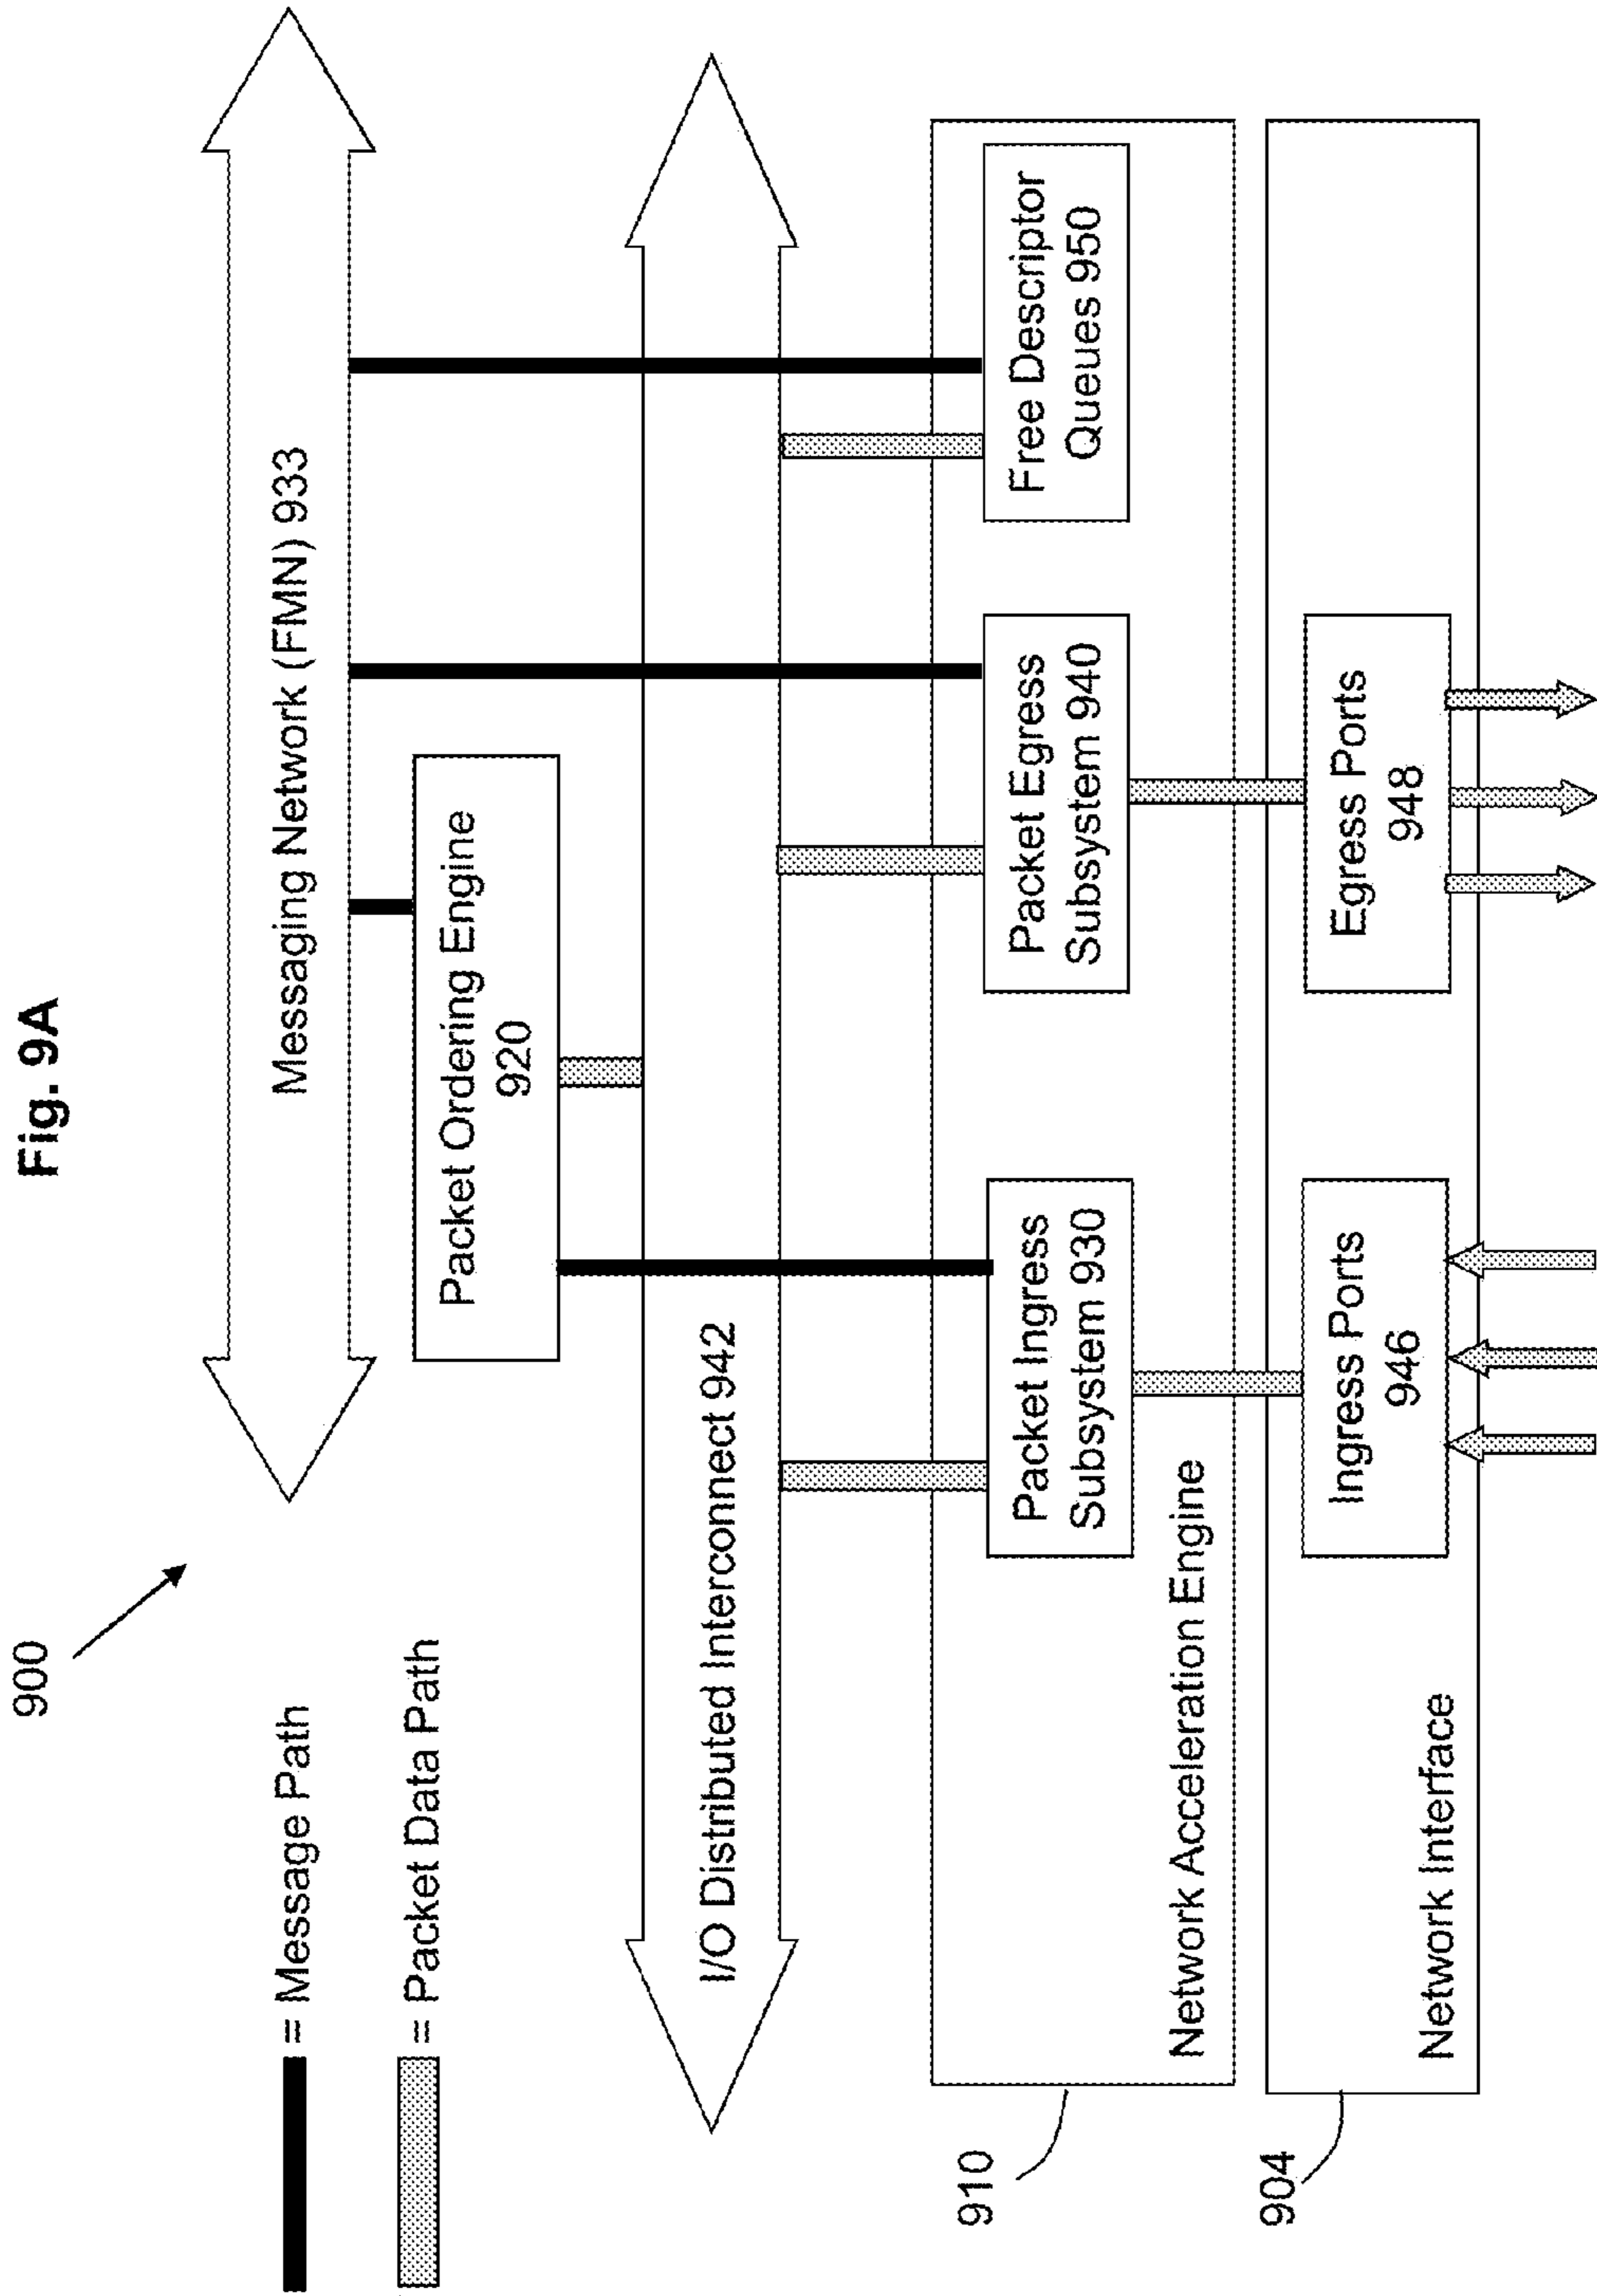 Fig. 9A
900
= Message Path
= Packet Data Path
Messaging Network (FMN) 933
Packet Ordering Engine
920
I/O Distributed Interconnect 942
910
Packet Ingress
Subsystem 930
Packet Egress
Subsystem 940
Free Descriptor
Queues 950
Network Acceleration Engine
904
Ingress Ports
946
Egress Ports
948
Network Interface